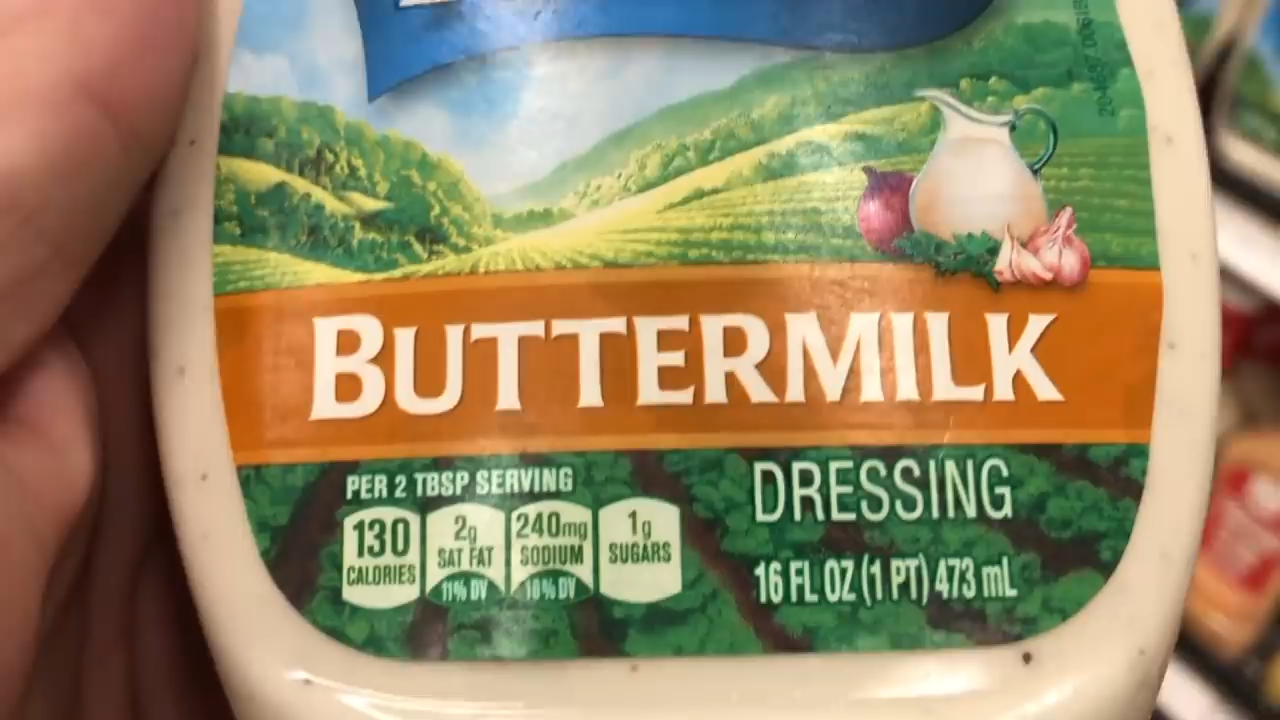 BUTTERMILK
DRESSING
16 FL OZ (1 PT) 473 mL
PER 2 TBSP SERVING
130 CALORIES
2g SAT FAT 11% DV
240mg SODIUM 10% DV
1g SUGARS